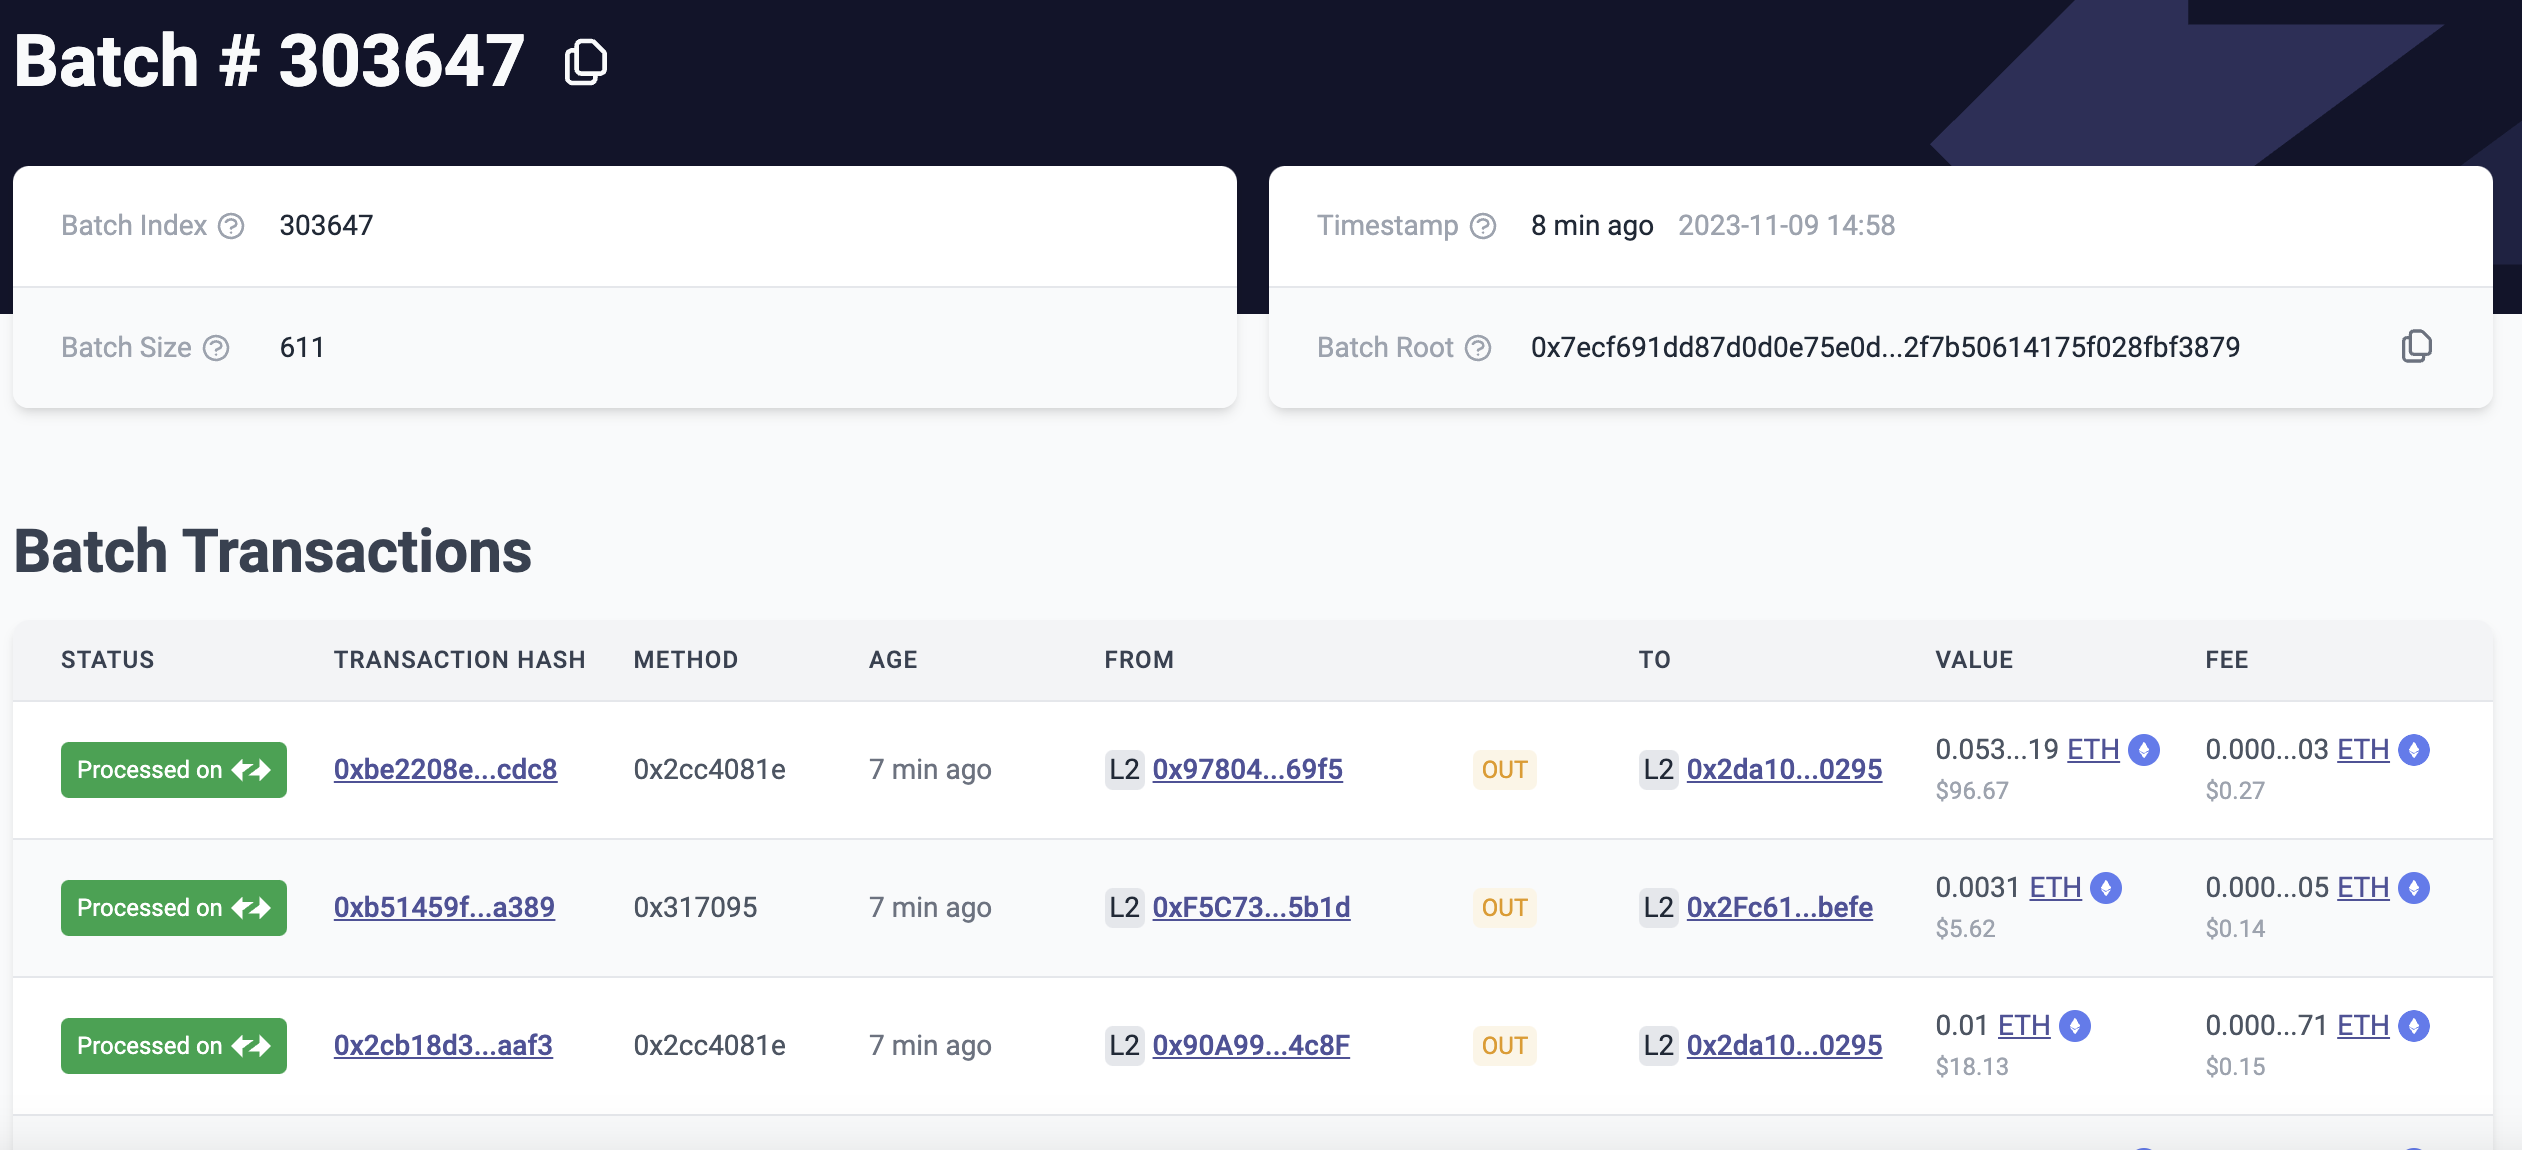 Batch # 303647
Batch Index 303647
Batch Size 611
Timestamp 8 min ago 2023-11-09 14:58
Batch Root 0x7ecf691dd87d0d0e75e0d...2f7b50614175f028fbf3879
Batch Transactions
STATUS TRANSACTION HASH METHOD AGE FROM TO VALUE FEE
Processed on 0xbe2208e...cdc8 0x2cc4081e 7 min ago L2 0x97804...69f5 OUT L2 0x2da10...0295 0.053...19 ETH 0.000...03 ETH
$96.67 $0.27
Processed on 0xb51459f...a389 0x317095 7 min ago L2 0xF5C73...5b1d OUT L2 0x2Fc61...befe 0.0031 ETH 0.000...05 ETH
$5.62 $0.14
Processed on 0x2cb18d3...aaf3 0x2cc4081e 7 min ago L2 0x90A99...4c8F OUT L2 0x2da10...0295 0.01 ETH 0.000...71 ETH
$18.13 $0.15